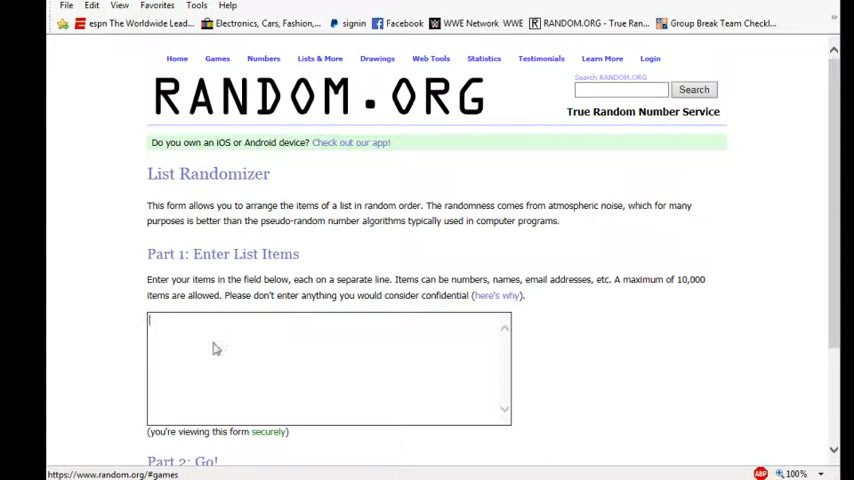 File Edit View Favorites Tools Help
espn The Worldwide Lead... Electronics, Cars, Fashion,... signin Facebook WWE Network WWE RANDOM.ORG - True Ran... Group Break Team Checkl... »
Home Games Numbers Lists & More Drawings Web Tools Statistics Testimonials Learn More Login
Search RANDOM.ORG
RANDOM.ORG
Search
True Random Number Service
Do you own an iOS or Android device? Check out our app!
List Randomizer
This form allows you to arrange the items of a list in random order. The randomness comes from atmospheric noise, which for many
purposes is better than the pseudo-random number algorithms typically used in computer programs.
Part 1: Enter List Items
Enter your items in the field below, each on a separate line. Items can be numbers, names, email addresses, etc. A maximum of 10,000
items are allowed. Please don't enter anything you would consider confidential (here's why).
(you're viewing this form securely)
Part 2: Go!
https://www.random.org/#games ABP 100%